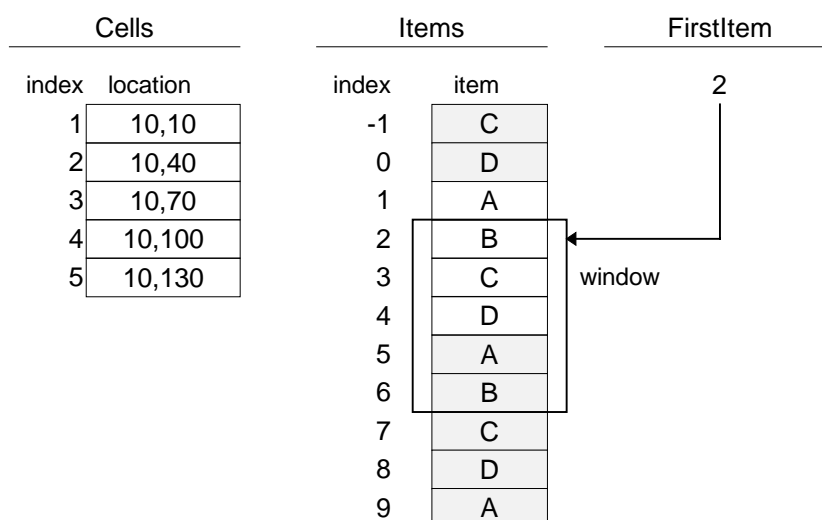 Cells Items FirstItem
index location index item 2
1 10,10 -1 C
2 10,40 0 D
3 10,70 1 A
4 10,100 2 B
5 10,130 3 C window
4 D
5 A
6 B
7 C
8 D
9 A